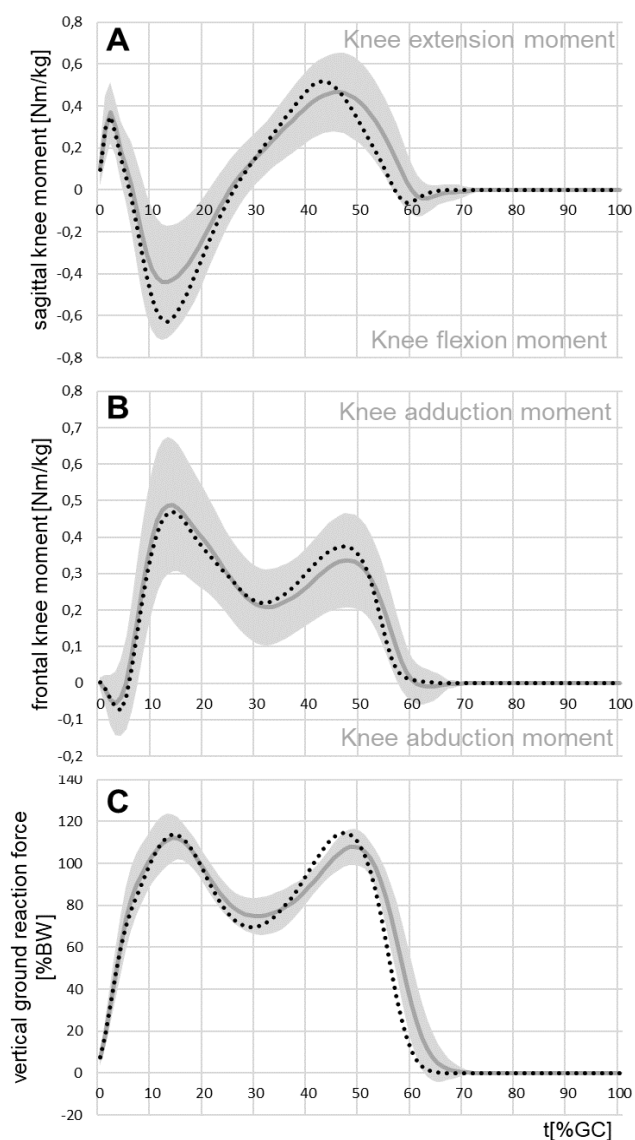 A
Knee extension moment
sagittal knee moment [Nm/kg]
0,8
0,6
0,4
0,2
0
-0,2
-0,4
-0,6
-0,8
0 10 20 30 40 50 60 70 80 90 100
Knee flexion moment
B
Knee adduction moment
frontal knee moment [Nm/kg]
0,8
0,7
0,6
0,5
0,4
0,3
0,2
0,1
0
-0,1
-0,2
0 10 20 30 40 50 60 70 80 90 100
Knee abduction moment
C
vertical ground reaction force
[%BW]
140
120
100
80
60
40
20
0
-20
0 10 20 30 40 50 60 70 80 90 100
t[%GC]